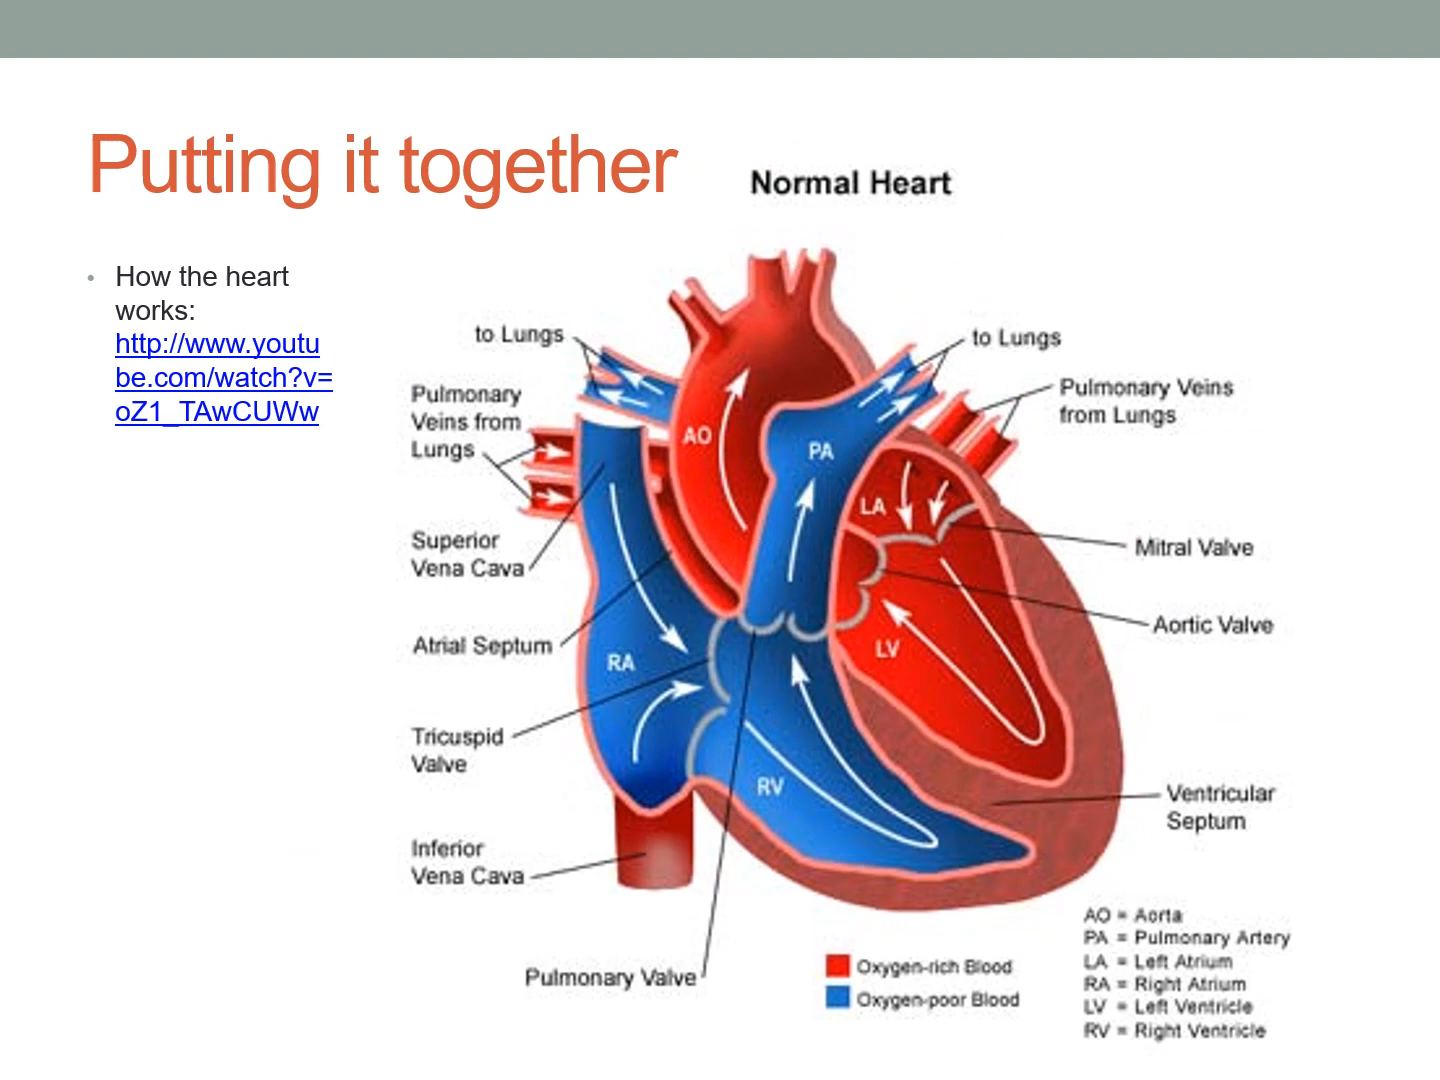 Putting it together
Normal Heart
• How the heart
works:
http://www.youtu
be.com/watch?v=
oZ1_TAwCUWw
to Lungs
Pulmonary
Veins from
Lungs
Superior
Vena Cava
Atrial Septum
Tricuspid
Valve
Inferior
Vena Cava
Pulmonary Valve
AO
PA
LA
RA
LV
RV
to Lungs
Pulmonary Veins
from Lungs
Mitral Valve
Aortic Valve
Ventricular
Septum
Oxygen-rich Blood
Oxygen-poor Blood
AO = Aorta
PA = Pulmonary Artery
LA = Left Atrium
RA = Right Atrium
LV = Left Ventricle
RV = Right Ventricle